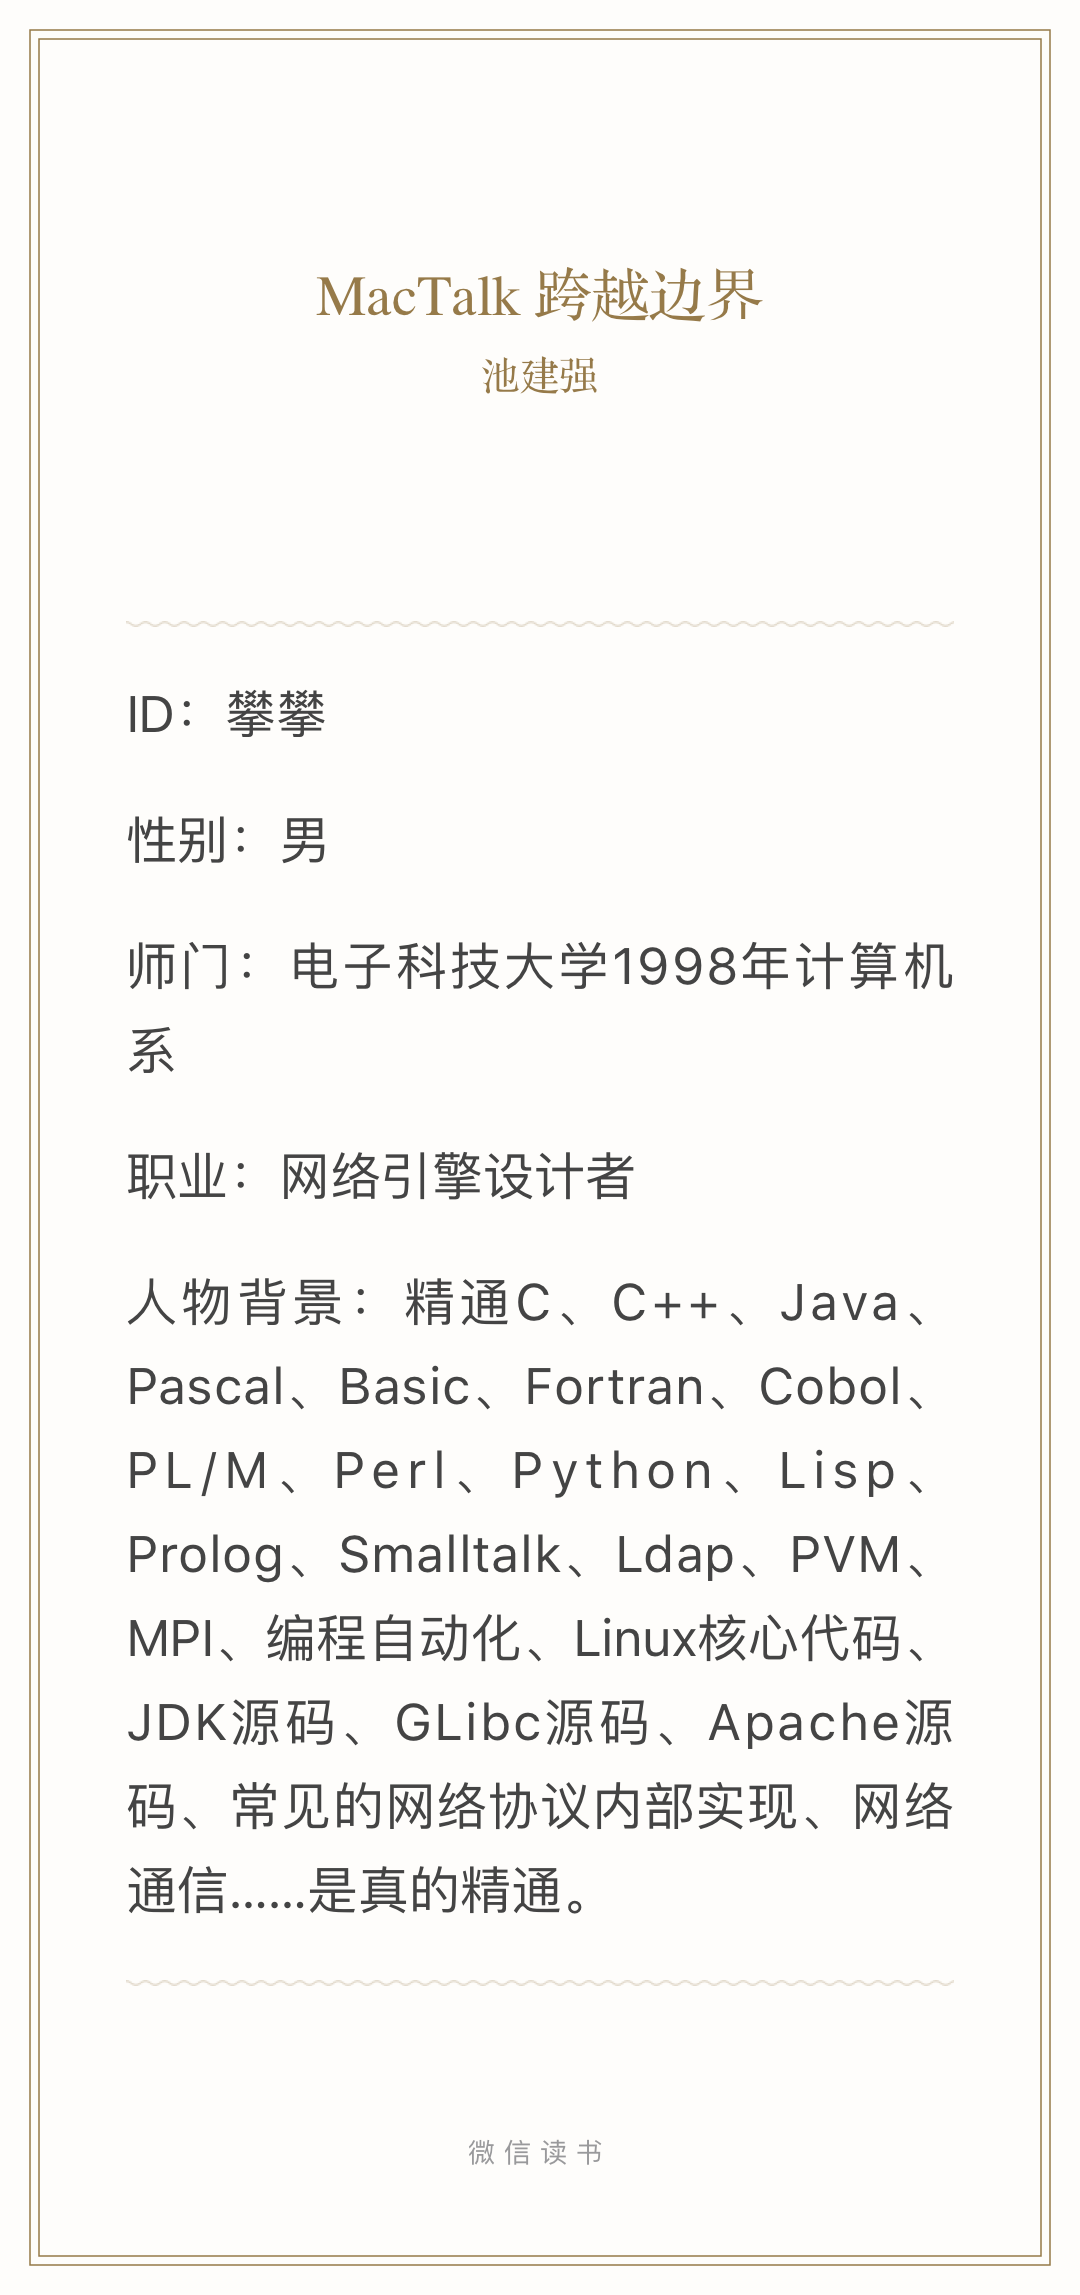 MacTalk 跨越边界
池建强
ID：攀攀
性别：男
师门：电子科技大学1998年计算机
系
职业：网络引擎设计者
人物背景：精通C、C++、Java、
Pascal、Basic、Fortran、Cobol、
PL/M、Perl、Python、Lisp、
Prolog、Smalltalk、Ldap、PVM、
MPI、编程自动化、Linux核心代码、
JDK源码、GLibc源码、Apache源
码、常见的网络协议内部实现、网络
通信……是真的精通。
微信读书